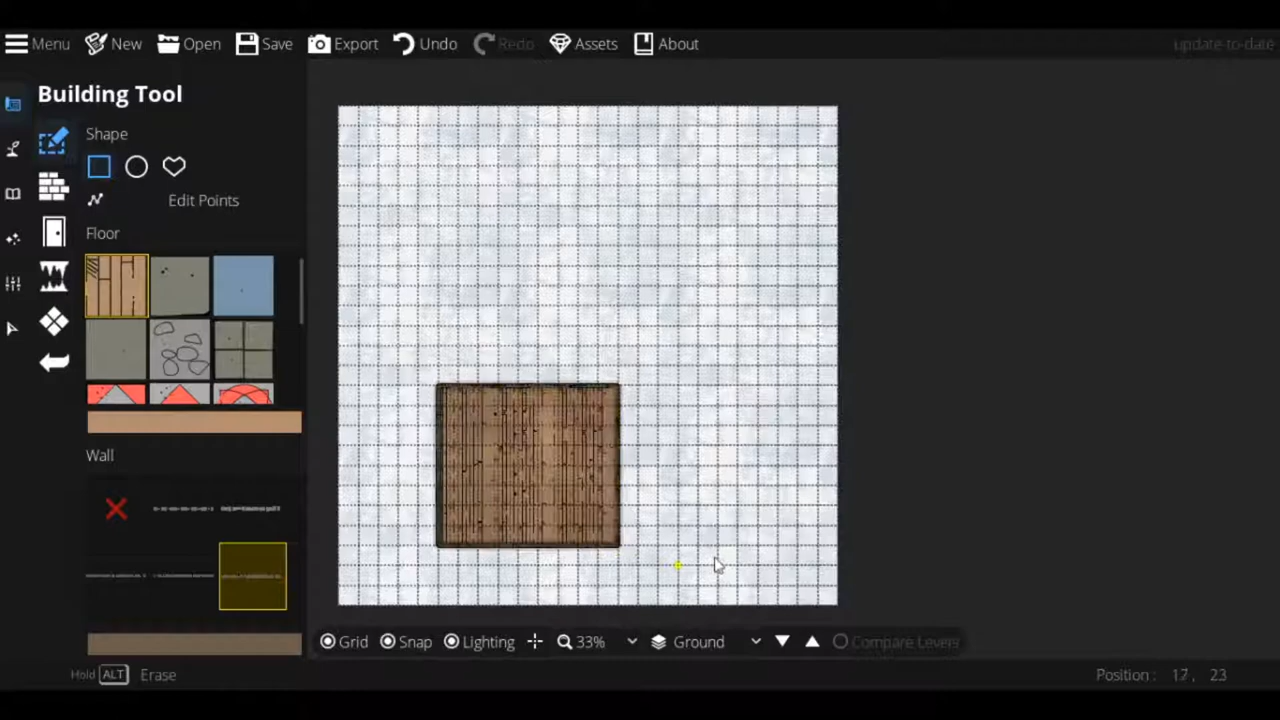 Menu New Open Save Export Undo Redo Assets About update-to-date
Building Tool
Shape
Edit Points
Floor
Wall
Grid Snap Lighting 33% Ground Compare Levels
Hold ALT Erase Position : 17, 23